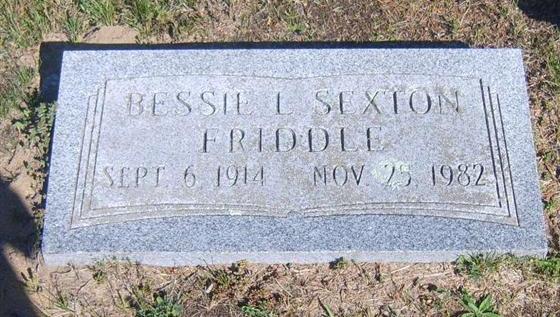 BESSIE L SEXTON
FRIDDLE
SEPT. 6 1914 NOV. 25, 1982